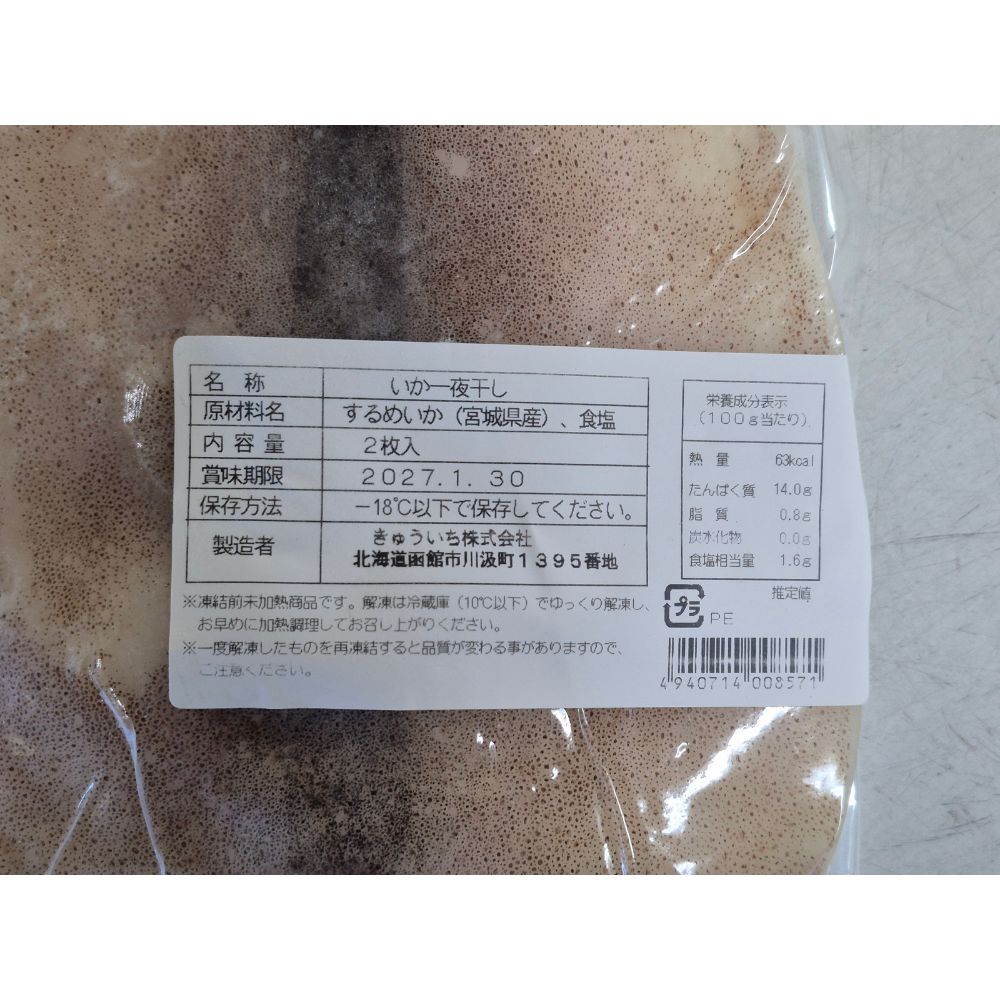 名称 いか一夜干し
原材料名 するめいか（宮城県産）、食塩
内容量 2枚入
賞味期限 2027.1.30
保存方法 −18℃以下で保存してください。
製造者 きゅういち株式会社
北海道函館市川汲町1395番地
※凍結前未加熱商品です。解凍は冷蔵庫（10℃以下）でゆっくり解凍し、
お早めに加熱調理してお召し上がりください。
※一度解凍したものを再凍結すると品質が変わる事がありますので、
ご注意ください。
栄養成分表示
（100g当たり）
熱量 63kcal
たんぱく質 14.0g
脂質 0.8g
炭水化物 0.0g
食塩相当量 1.6g
推定値
プラ PE
4940714008571